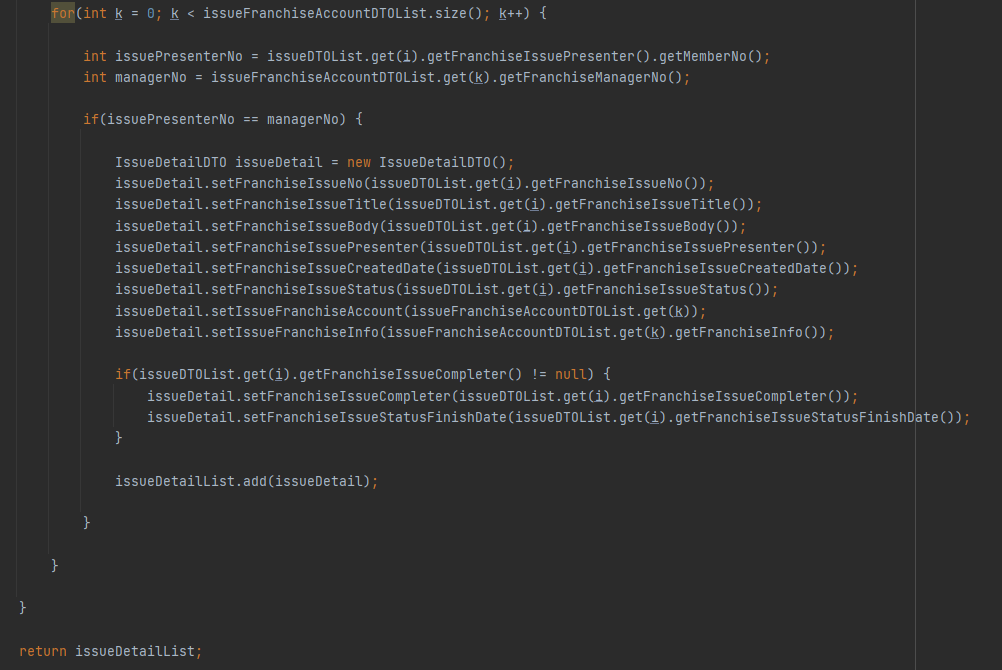 for(int k = 0; k < issueFranchiseAccountDTOList.size(); k++) {
int issuePresenterNo = issueDTOList.get(i).getFranchiseIssuePresenter().getMemberNo();
int managerNo = issueFranchiseAccountDTOList.get(k).getFranchiseManagerNo();
if(issuePresenterNo == managerNo) {
IssueDetailDTO issueDetail = new IssueDetailDTO();
issueDetail.setFranchiseIssueNo(issueDTOList.get(i).getFranchiseIssueNo());
issueDetail.setFranchiseIssueTitle(issueDTOList.get(i).getFranchiseIssueTitle());
issueDetail.setFranchiseIssueBody(issueDTOList.get(i).getFranchiseIssueBody());
issueDetail.setFranchiseIssuePresenter(issueDTOList.get(i).getFranchiseIssuePresenter());
issueDetail.setFranchiseIssueCreatedDate(issueDTOList.get(i).getFranchiseIssueCreatedDate());
issueDetail.setFranchiseIssueStatus(issueDTOList.get(i).getFranchiseIssueStatus());
issueDetail.setIssueFranchiseAccount(issueFranchiseAccountDTOList.get(k));
issueDetail.setIssueFranchiseInfo(issueFranchiseAccountDTOList.get(k).getFranchiseInfo());
if(issueDTOList.get(i).getFranchiseIssueCompleter() != null) {
issueDetail.setFranchiseIssueCompleter(issueDTOList.get(i).getFranchiseIssueCompleter());
issueDetail.setFranchiseIssueStatusFinishDate(issueDTOList.get(i).getFranchiseIssueStatusFinishDate());
}
issueDetailList.add(issueDetail);
}
}
}
return issueDetailList;